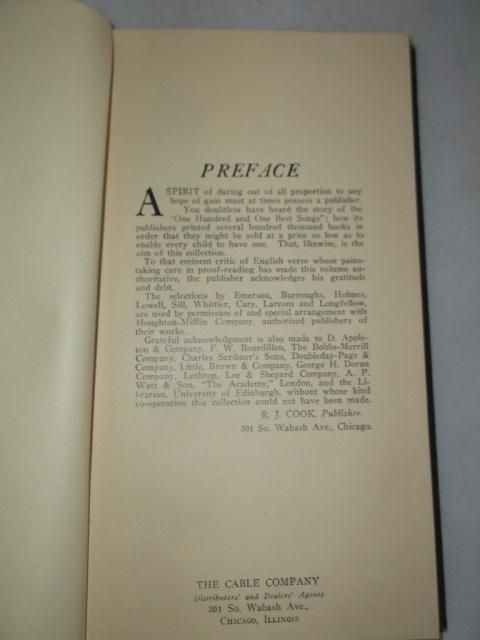 PREFACE
A SPIRIT of daring out of all proportion to any
hope of gain must at times possess a publisher.
You doubtless have heard the story of the
"One Hundred and One Best Songs"; how its
publishers printed several hundred thousand books in
order that they might be sold at a price so low as to
enable every child to have one. That, likewise, is the
aim of this collection.
To that eminent critic of English verse whose pains-
taking care in proof-reading has made this volume au-
thoritative, the publisher acknowledges his gratitude
and debt.
The selections by Emerson, Burroughs, Holmes,
Lowell, Sill, Whittier, Cary, Larcom and Longfellow,
are used by permission of and special arrangement with
Houghton-Mifflin Company, authorized publishers of
their works.
Grateful acknowledgment is also made to D. Apple-
ton & Company, F. W. Bourdillon, The Bobbs-Merrill
Company, Charles Scribner's Sons, Doubleday-Page &
Company, Little, Brown & Company, George H. Doran
Company, Lothrop, Lee & Shepard Company, A. P.
Watt & Son, "The Academy," London, and the Li-
brarian, University of Edinburgh, without whose kind
co-operation this collection could not have been made.
R. J. COOK, Publisher.
301 So. Wabash Ave., Chicago.
THE CABLE COMPANY
Distributors' and Dealers' Agents
301 So. Wabash Ave.,
CHICAGO, ILLINOIS